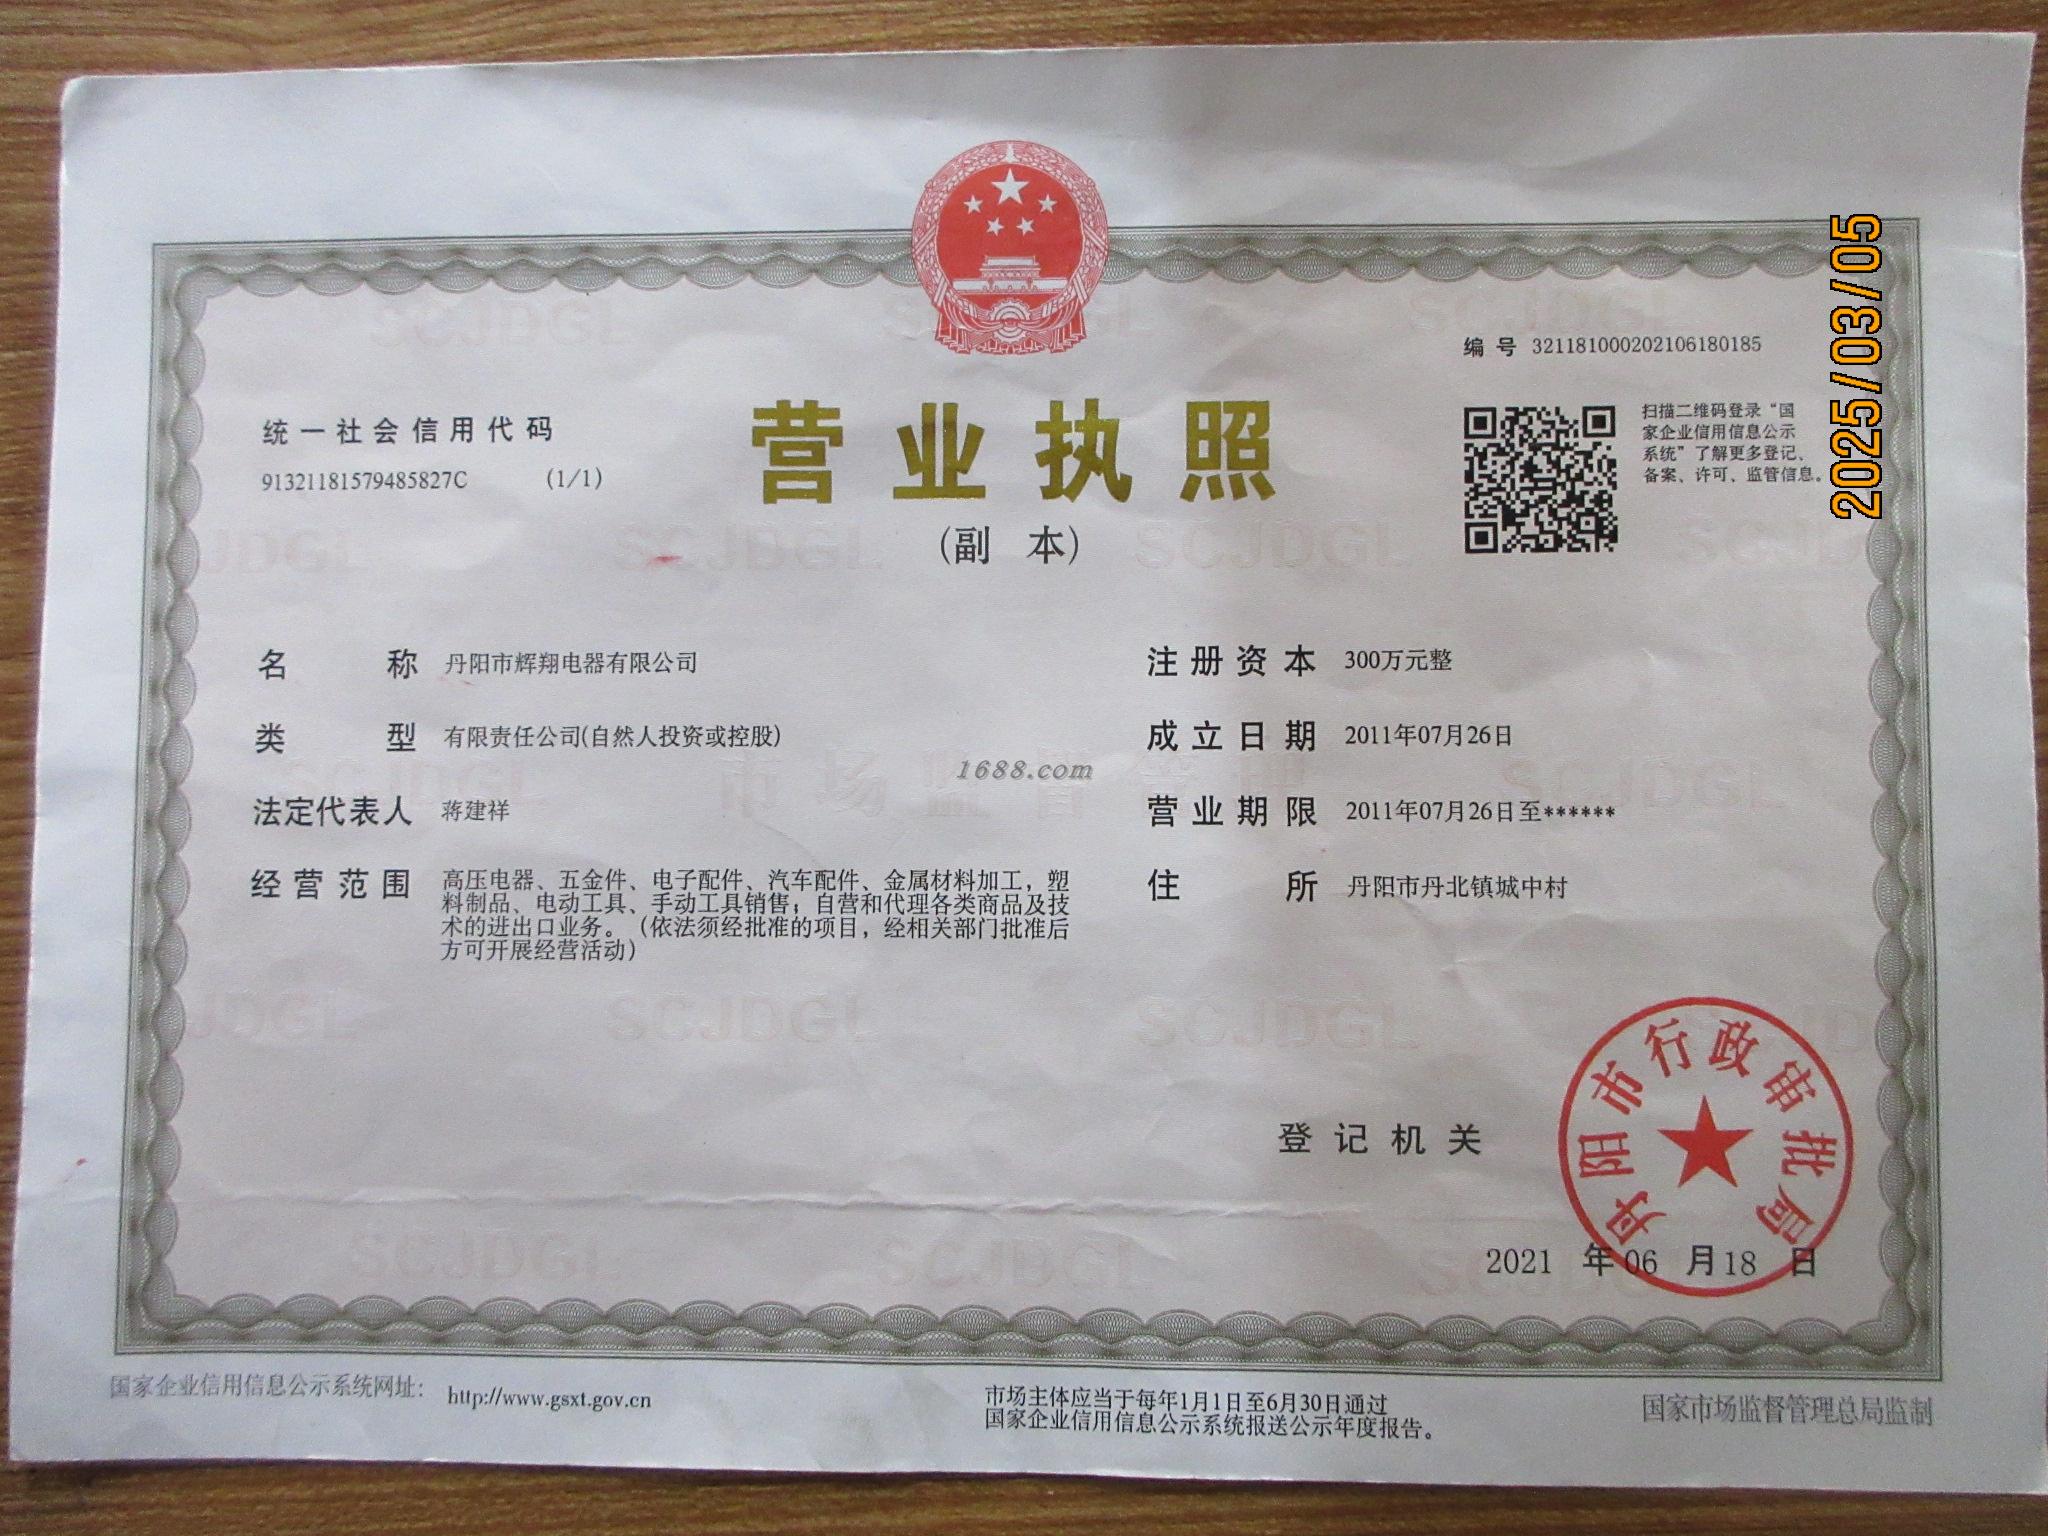 编 号 321181000202106180185
统一社会信用代码
91321181579485827C (1/1)
营业执照
(副 本)
扫描二维码登录“国
家企业信用信息公示
系统”了解更多登记、
备案、许可、监管信息。
2025/03/05
名 称 丹阳市辉翔电器有限公司
类 型 有限责任公司(自然人投资或控股)
法定代表人 蒋建祥
经营范围 高压电器、五金件、电子配件、汽车配件、金属材料加工，塑
料制品、电动工具、手动工具销售；自营和代理各类商品及技
术的进出口业务。（依法须经批准的项目，经相关部门批准后
方可开展经营活动）
注册资本 300万元整
成立日期 2011年07月26日
营业期限 2011年07月26日至******
住 所 丹阳市丹北镇城中村
1688.com
SCJDGL
市场监督管理
登记机关
丹阳市行政审批局
2021 年 06 月 18 日
国家企业信用信息公示系统网址： http://www.gsxt.gov.cn
市场主体应当于每年1月1日至6月30日通过
国家企业信用信息公示系统报送公示年度报告。
国家市场监督管理总局监制